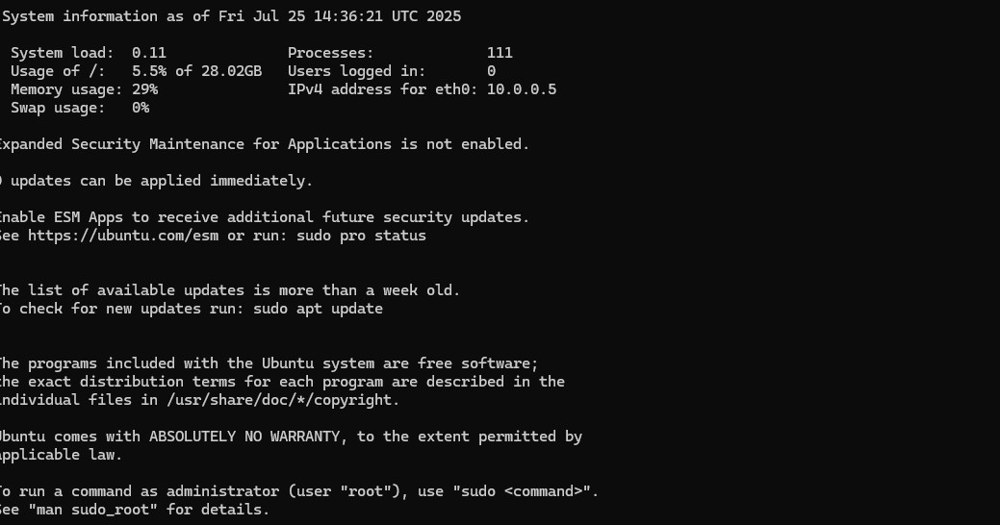 System information as of Fri Jul 25 14:36:21 UTC 2025
System load:  0.11              Processes:             111
Usage of /:   5.5% of 28.02GB   Users logged in:       0
Memory usage: 29%               IPv4 address for eth0: 10.0.0.5
Swap usage:   0%
Expanded Security Maintenance for Applications is not enabled.
0 updates can be applied immediately.
Enable ESM Apps to receive additional future security updates.
See https://ubuntu.com/esm or run: sudo pro status
The list of available updates is more than a week old.
To check for new updates run: sudo apt update
The programs included with the Ubuntu system are free software;
the exact distribution terms for each program are described in the
individual files in /usr/share/doc/*/copyright.
Ubuntu comes with ABSOLUTELY NO WARRANTY, to the extent permitted by
applicable law.
To run a command as administrator (user "root"), use "sudo <command>".
See "man sudo_root" for details.